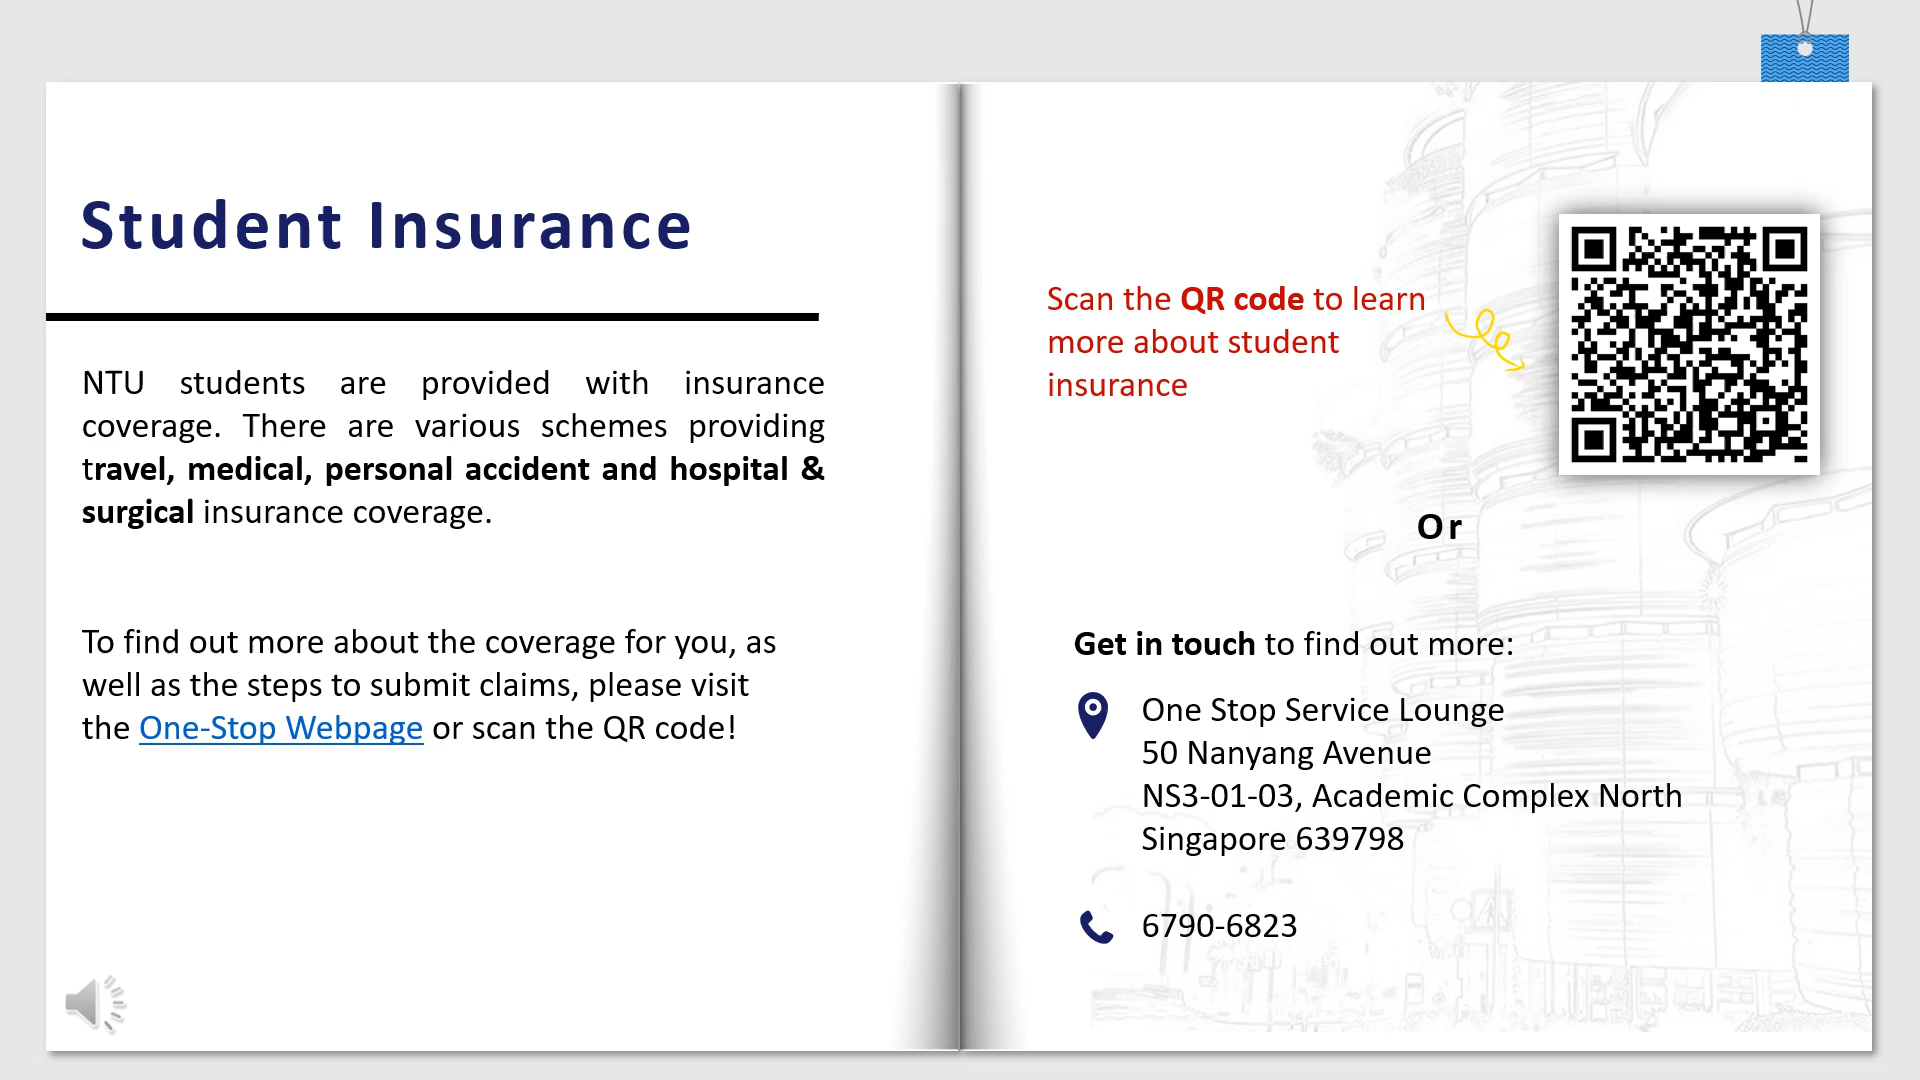 Student Insurance
NTU students are provided with insurance
coverage. There are various schemes providing
travel, medical, personal accident and hospital &
surgical insurance coverage.
To find out more about the coverage for you, as
well as the steps to submit claims, please visit
the One-Stop Webpage or scan the QR code!
Scan the QR code to learn
more about student
insurance
Or
Get in touch to find out more:
One Stop Service Lounge
50 Nanyang Avenue
NS3-01-03, Academic Complex North
Singapore 639798
6790-6823